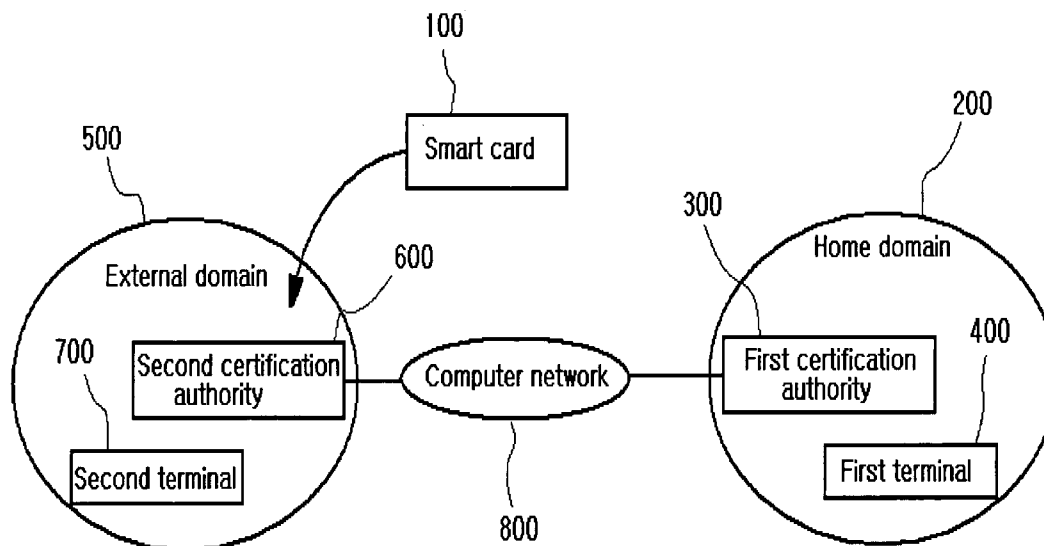 100
Smart card
500
200
External domain
600
300
Home domain
700
Second certification
authority
Computer network
First certification
authority
400
Second terminal
First terminal
800